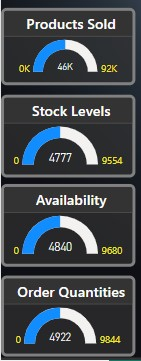 Products Sold
46K
0K 92K
Stock Levels
4777
0 9554
Availability
4840
0 9680
Order Quantities
4922
0 9844